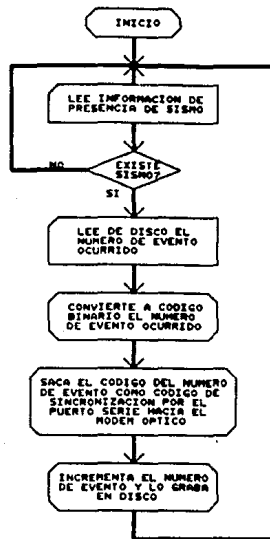 INICIO
LEE INFORMACION DE
PRESENCIA DE SISMO
NO
EXISTE
SISMO?
SI
LEE DE DISCO EL
NUMERO DE EVENTO
OCURRIDO
CONVIERTE A CODIGO
BINARIO EL NUMERO
DE EVENTO OCURRIDO
SACA EL CODIGO DEL NUMERO
DE EVENTO COMO CODIGO DE
SINCRONIZACION POR EL
PUERTO SERIE HACIA EL
MODEM OPTICO
INCREMENTA EL NUMERO
DE EVENTO Y LO GRABA
EN DISCO